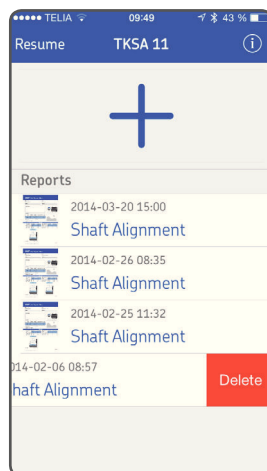 TELIA 09:49 43 %
Resume TKSA 11
Reports
2014-03-20 15:00
Shaft Alignment
2014-02-26 08:35
Shaft Alignment
2014-02-25 11:32
Shaft Alignment
014-02-06 08:57
haft Alignment
Delete